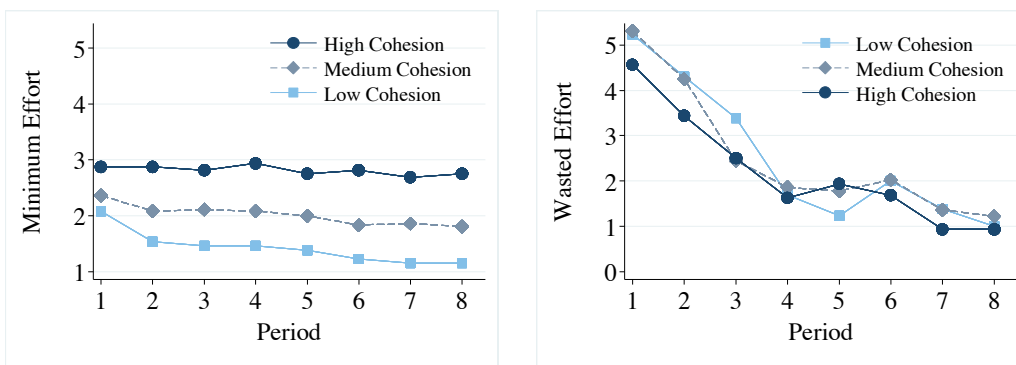 Minimum Effort
5
4
3
2
1
High Cohesion
Medium Cohesion
Low Cohesion
1 2 3 4 5 6 7 8
Period
Wasted Effort
5
4
3
2
1
0
Low Cohesion
Medium Cohesion
High Cohesion
1 2 3 4 5 6 7 8
Period